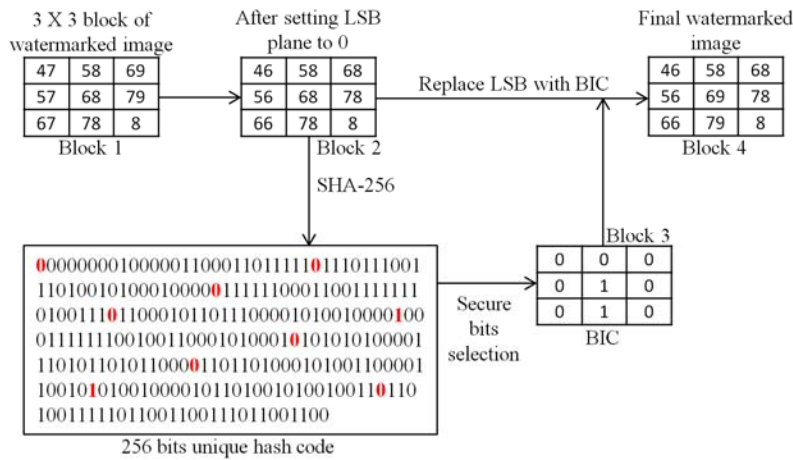 3 X 3 block of
watermarked image
47 58 69
57 68 79
67 78 8
Block 1
After setting LSB
plane to 0
46 58 68
56 68 78
66 78 8
Block 2
Replace LSB with BIC
Final watermarked
image
46 58 68
56 69 78
66 79 8
Block 4
SHA-256
00000000100000110001101111101110111001
11010010100010000011111100011001111111
01001110110001011011100001010010000100
01111111001001100010100010101010100001
11010110101100001101101000101001100001
1001010100100001011010010100100110110
10011111011001100111011001100
256 bits unique hash code
Secure
bits
selection
Block 3
0 0 0
0 1 0
0 1 0
BIC